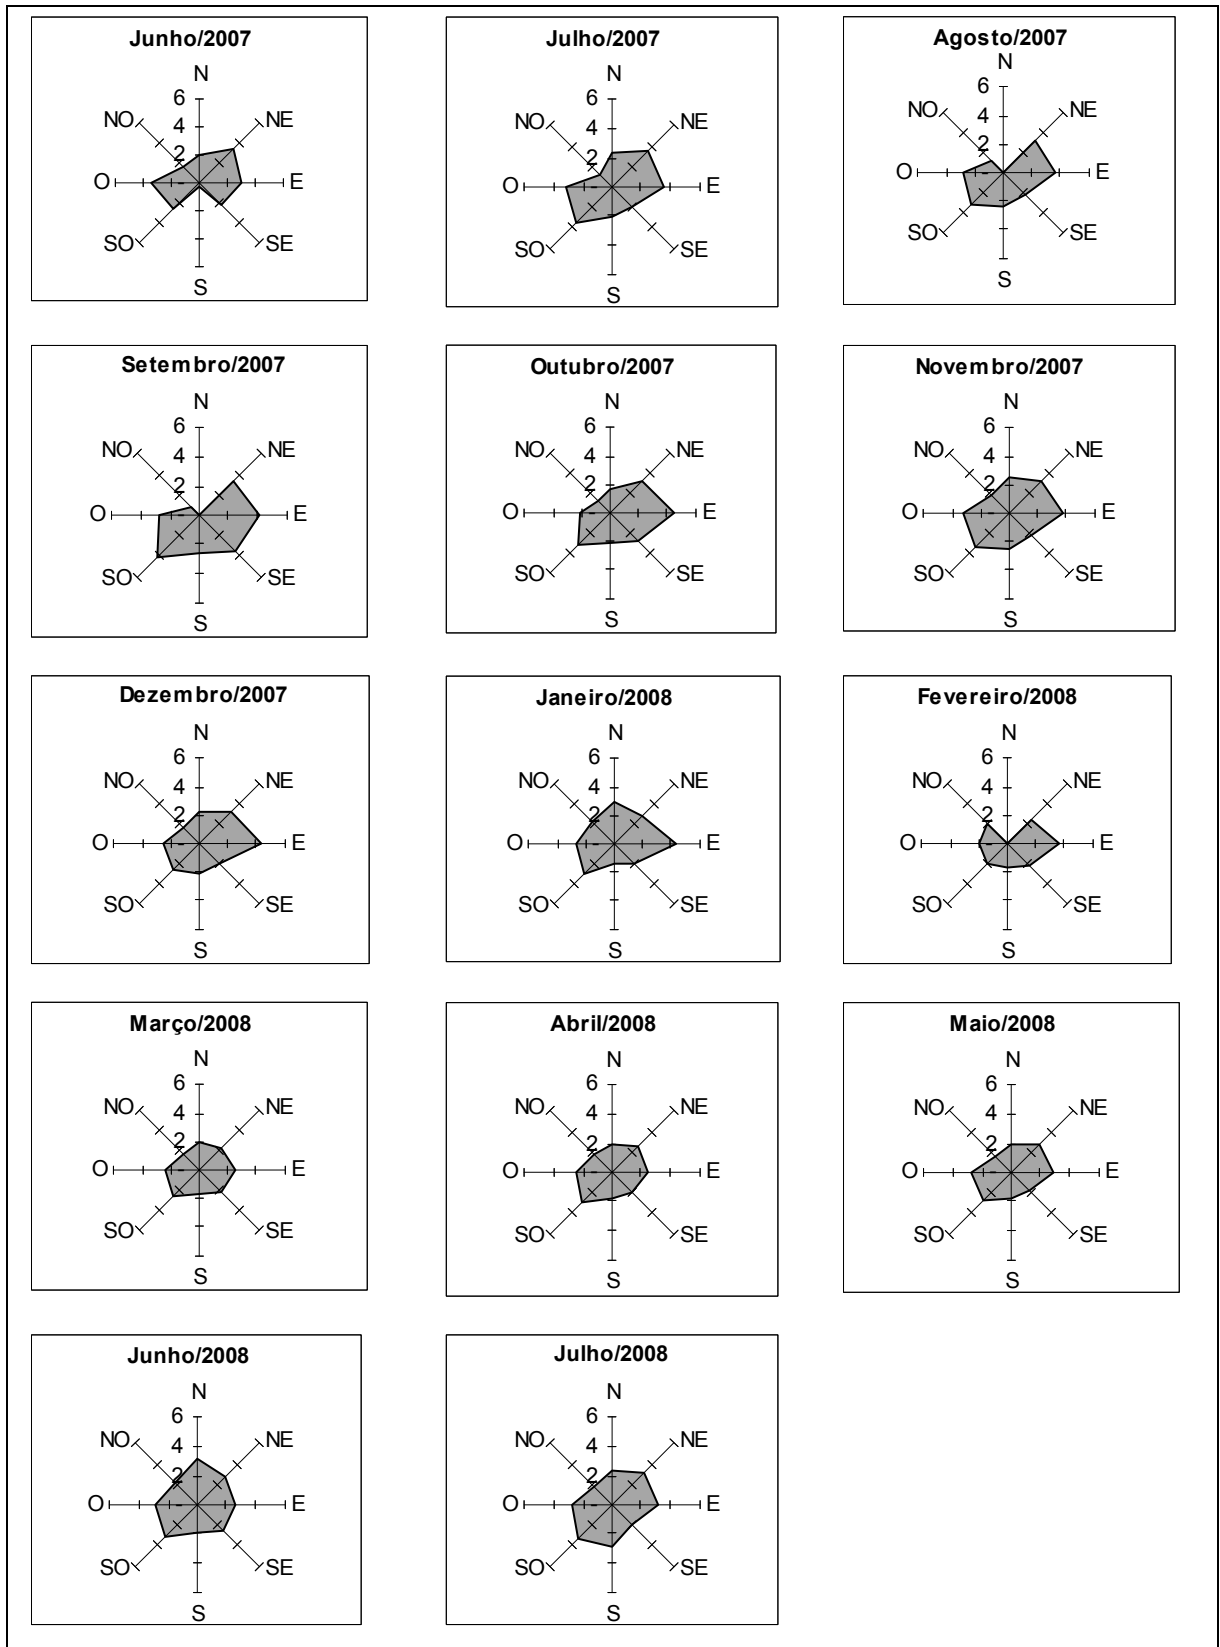 Junho/2007
N
6
NO NE
4
2
-
O E
SO SE
S
Julho/2007
N
6
NO NE
4
2
-
O E
SO SE
S
Agosto/2007
N
6
NO NE
4
2
-
O E
SO SE
S
Setembro/2007
N
6
NO NE
4
2
-
O E
SO SE
S
Outubro/2007
N
6
NO NE
4
2
-
O E
SO SE
S
Novembro/2007
N
6
NO NE
4
2
-
O E
SO SE
S
Dezembro/2007
N
6
NO NE
4
2
-
O E
SO SE
S
Janeiro/2008
N
6
NO NE
4
2
-
O E
SO SE
S
Fevereiro/2008
N
6
NO NE
4
2
-
O E
SO SE
S
Março/2008
N
6
NO NE
4
2
-
O E
SO SE
S
Abril/2008
N
6
NO NE
4
2
-
O E
SO SE
S
Maio/2008
N
6
NO NE
4
2
-
O E
SO SE
S
Junho/2008
N
6
NO NE
4
2
-
O E
SO SE
S
Julho/2008
N
6
NO NE
4
2
-
O E
SO SE
S